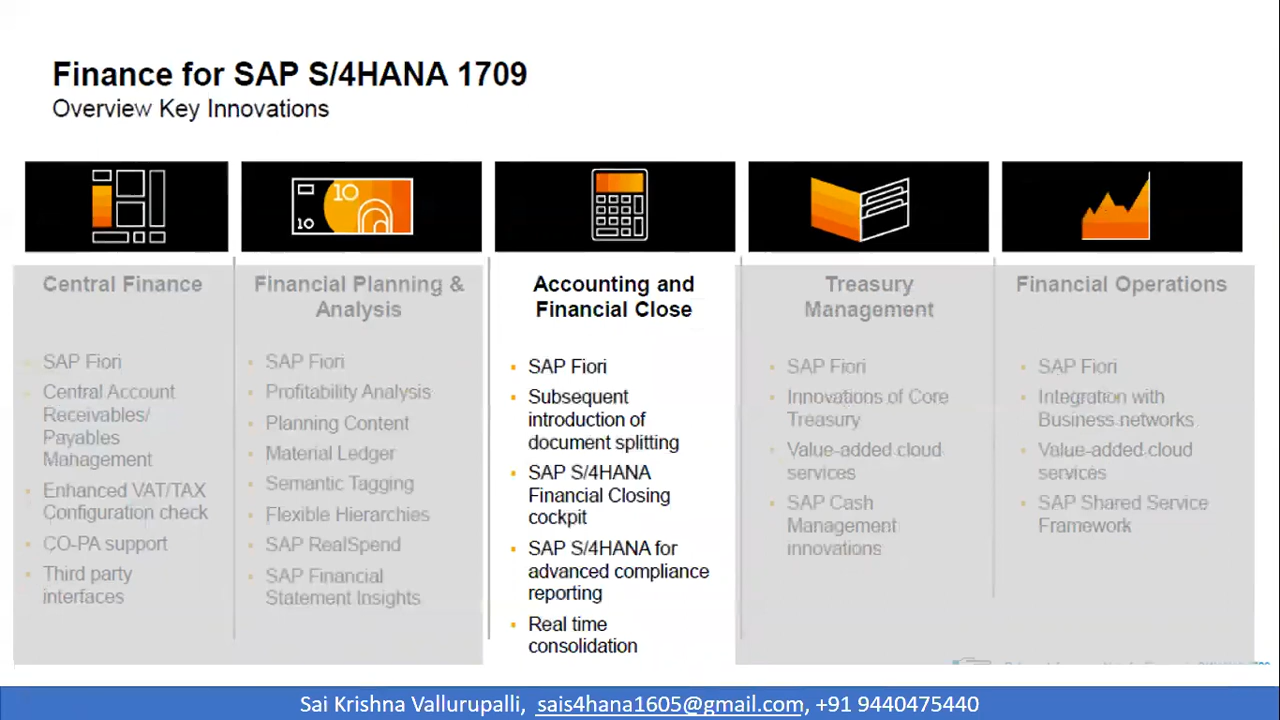 Finance for SAP S/4HANA 1709
Overview Key Innovations
10
10
Central Finance
SAP Fiori
Central Account
Receivables/
Payables
Management
Enhanced VAT/TAX
Configuration check
CO-PA support
Third party
interfaces
Financial Planning &
Analysis
SAP Fiori
Profitability Analysis
Planning Content
Material Ledger
Semantic Tagging
Flexible Hierarchies
SAP RealSpend
SAP Financial
Statement Insights
Accounting and
Financial Close
SAP Fiori
Subsequent
introduction of
document splitting
SAP S/4HANA
Financial Closing
cockpit
SAP S/4HANA for
advanced compliance
reporting
Real time
consolidation
Treasury
Management
SAP Fiori
Innovations of Core
Treasury
Value-added cloud
services
SAP Cash
Management
innovations
Financial Operations
SAP Fiori
Integration with
Business networks
Value-added cloud
services
SAP Shared Service
Framework
Sai Krishna Vallurupalli, sais4hana1605@gmail.com, +91 9440475440